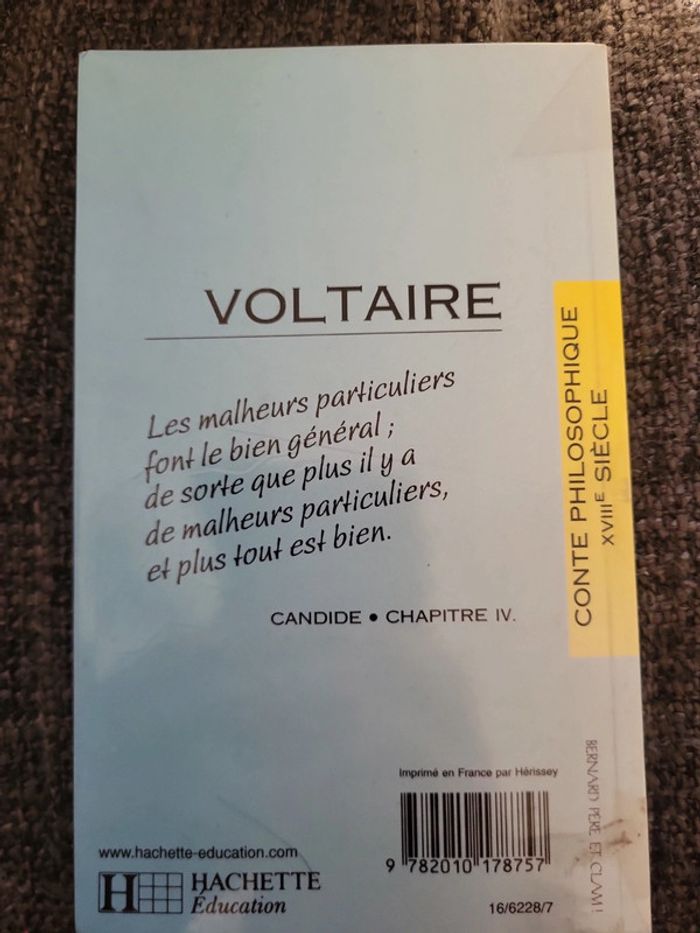 VOLTAIRE
Les malheurs particuliers
font le bien général ;
de sorte que plus il y a
de malheurs particuliers,
et plus tout est bien.
CANDIDE • CHAPITRE IV.
CONTE PHILOSOPHIQUE
XVIIIE SIÈCLE
Imprimé en France par Hérissey
9 782010 178757
16/6228/7
www.hachette-education.com
H
HACHETTE
Éducation
BERNARD PÈRE ET CLAM !